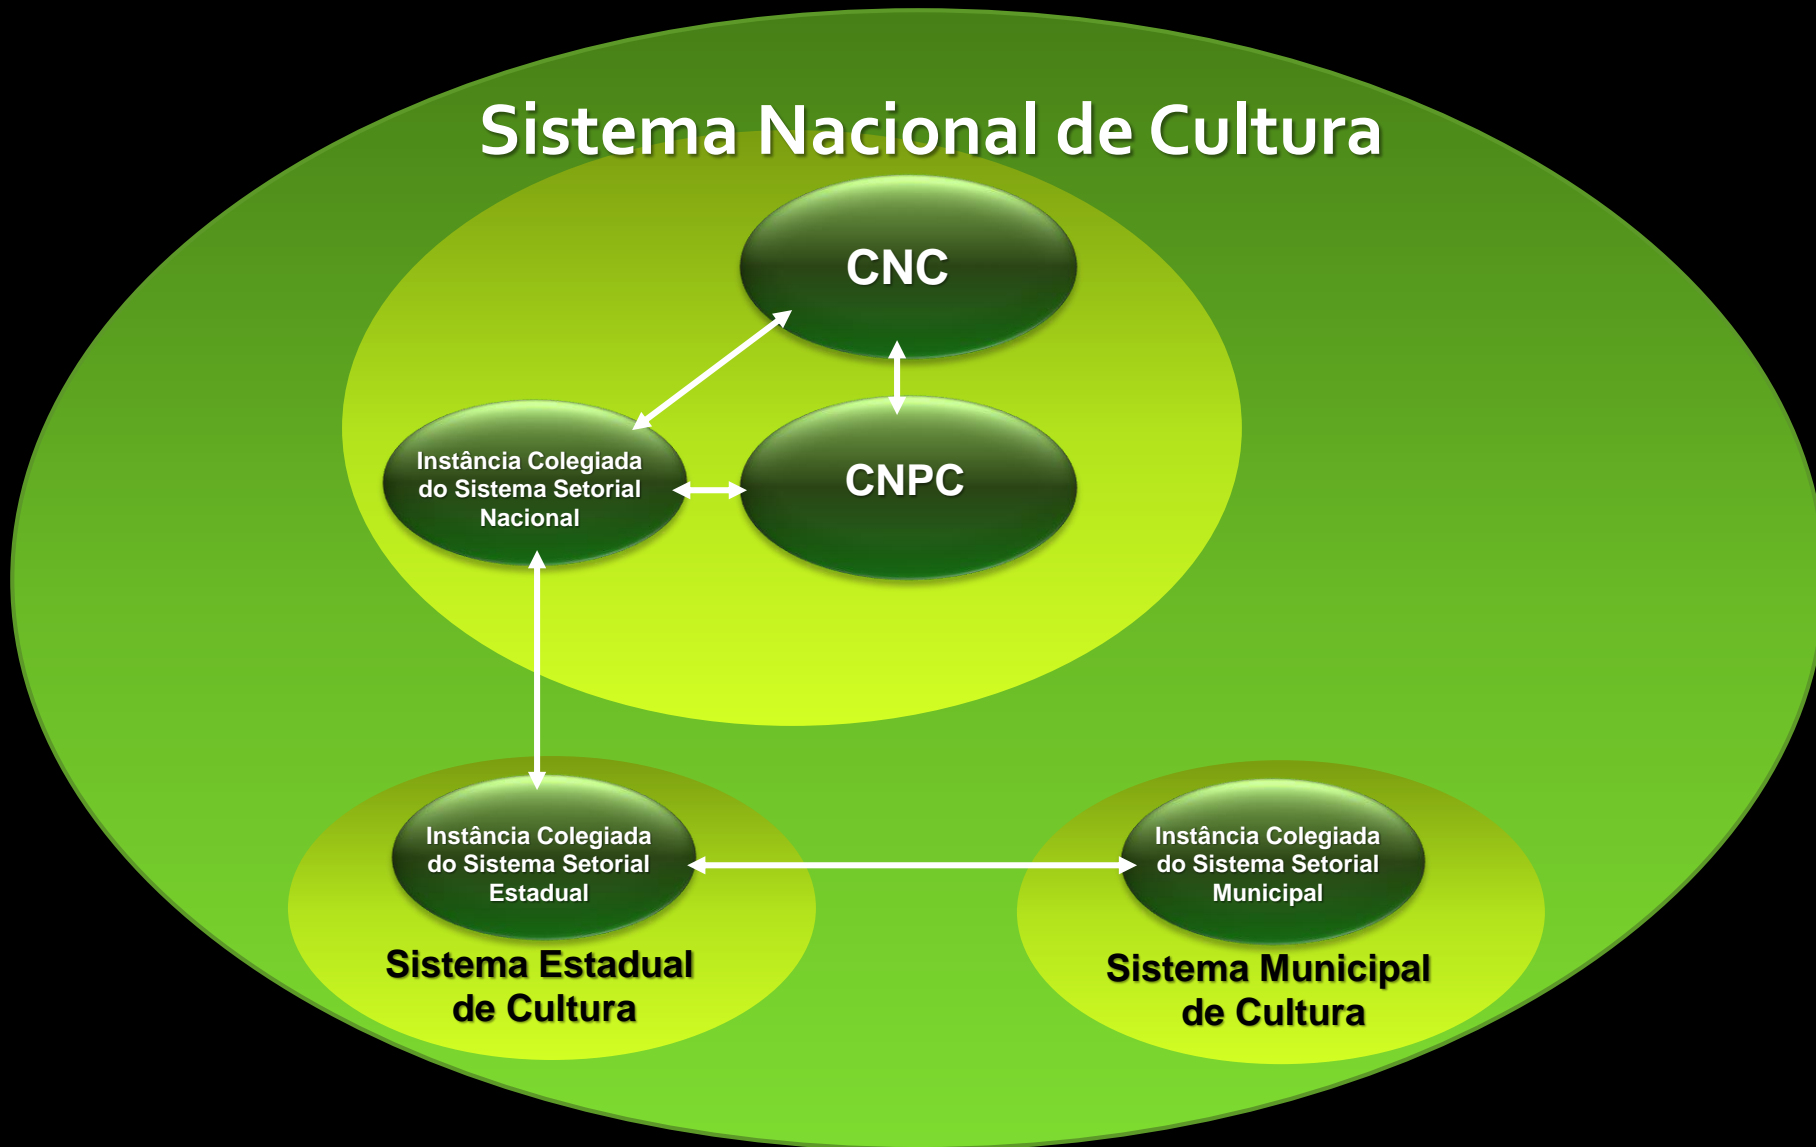 Sistema Nacional de Cultura
CNC
Instância Colegiada
do Sistema Setorial
Nacional
CNPC
Instância Colegiada
do Sistema Setorial
Estadual
Sistema Estadual
de Cultura
Instância Colegiada
do Sistema Setorial
Municipal
Sistema Municipal
de Cultura